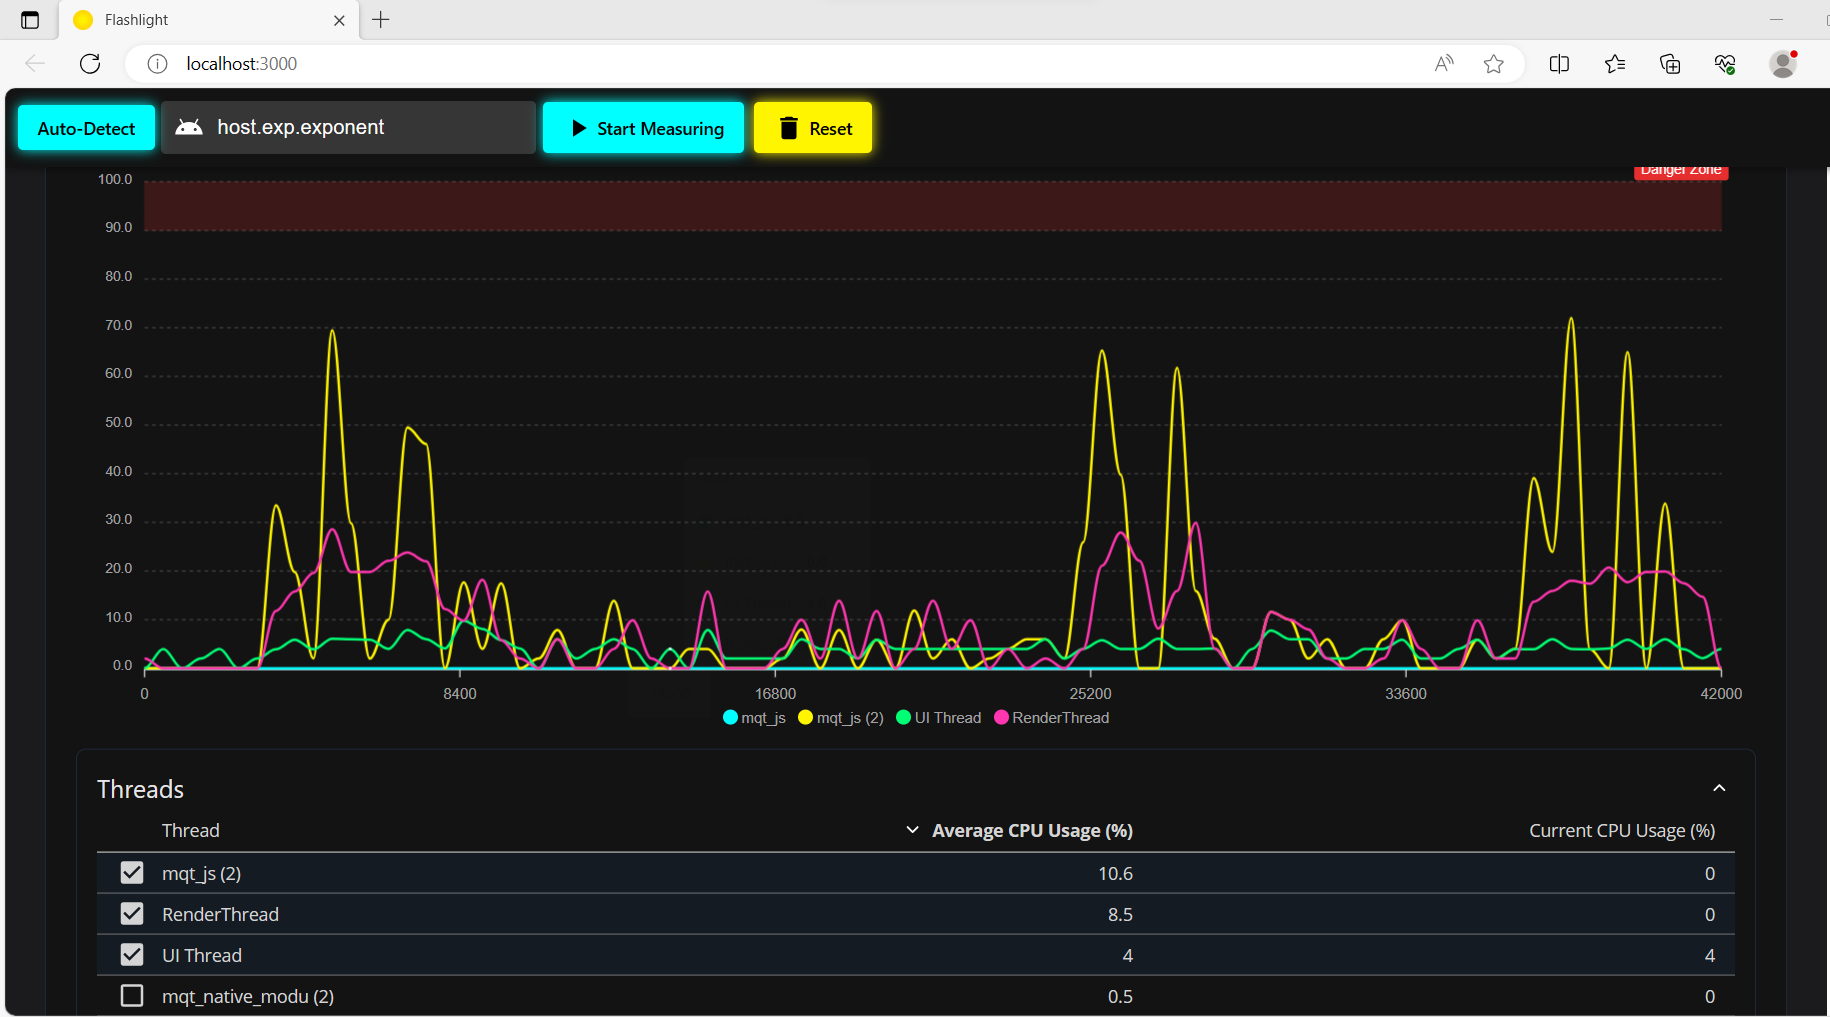 Flashlight
localhost:3000
Auto-Detect host.exp.exponent Start Measuring Reset
Danger Zone
100.0
90.0
80.0
70.0
60.0
50.0
40.0
30.0
20.0
10.0
0.0
0 8400 16800 25200 33600 42000
mqt_js mqt_js (2) UI Thread RenderThread
Threads
Thread Average CPU Usage (%) Current CPU Usage (%)
mqt_js (2) 10.6 0
RenderThread 8.5 0
UI Thread 4 4
mqt_native_modu (2) 0.5 0